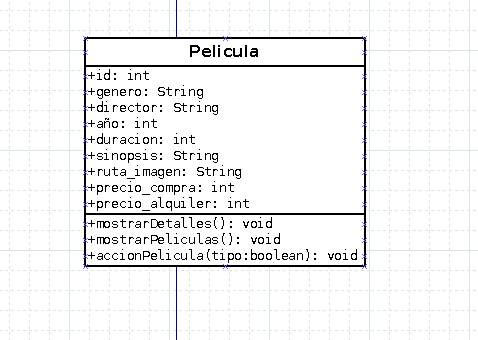 Pelicula
+id: int
+genero: String
+director: String
+año: int
+duracion: int
+sinopsis: String
+ruta_imagen: String
+precio_compra: int
+precio_alquiler: int
+mostrarDetalles(): void
+mostrarPeliculas(): void
+accionPelicula(tipo:boolean): void